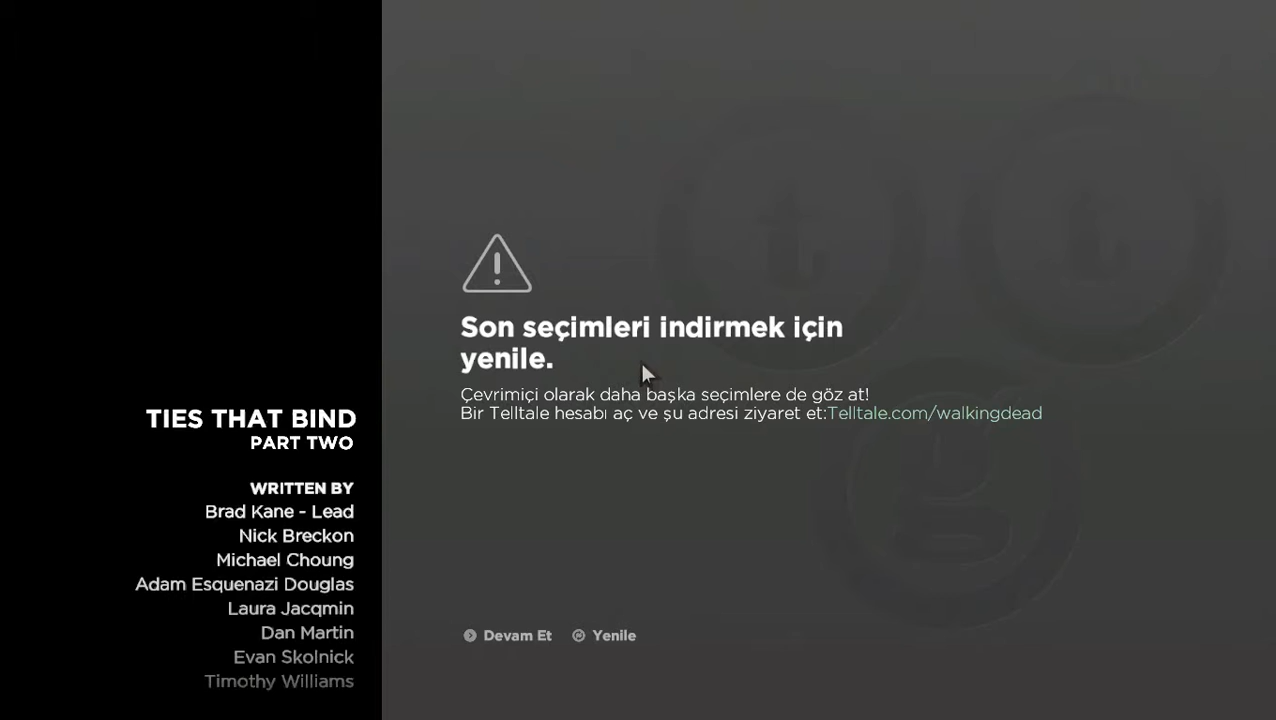 TIES THAT BIND
PART TWO
WRITTEN BY
Brad Kane - Lead
Nick Breckon
Michael Choung
Adam Esquenazi Douglas
Laura Jacqmin
Dan Martin
Evan Skolnick
Timothy Williams
Son seçimleri indirmek için
yenile.
Çevrimiçi olarak daha başka seçimlere de göz at!
Bir Telltale hesabı aç ve şu adresi ziyaret et:Telltale.com/walkingdead
Devam Et Yenile